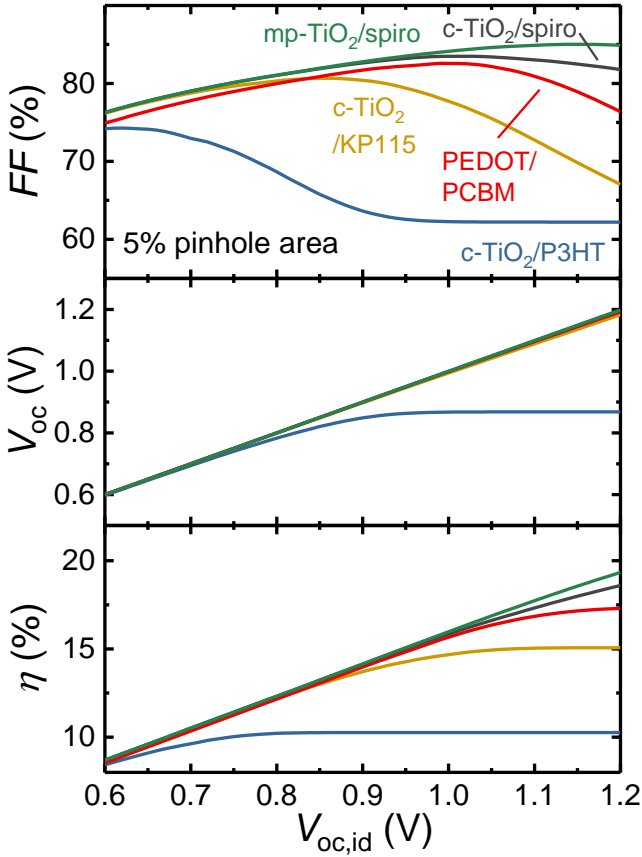 mp-TiO₂/spiro
c-TiO₂/spiro
c-TiO₂
/KP115
PEDOT/
PCBM
c-TiO₂/P3HT
5% pinhole area
FF (%)
80
70
60
V_oc (V)
1.2
1.0
0.8
0.6
η (%)
20
15
10
0.6 0.7 0.8 0.9 1.0 1.1 1.2
V_oc,id (V)